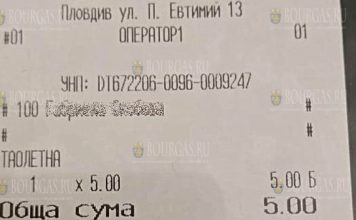 Пловдив ул. П. Евтимий 13
#01 ОПЕРАТОР1 01
УНП: DT672206-0096-0009247
# 100 #
# #
ТАОЛЕТНА
1 x 5.00 5.00 Б
Обща сума 5.00
BOURGAS.RU